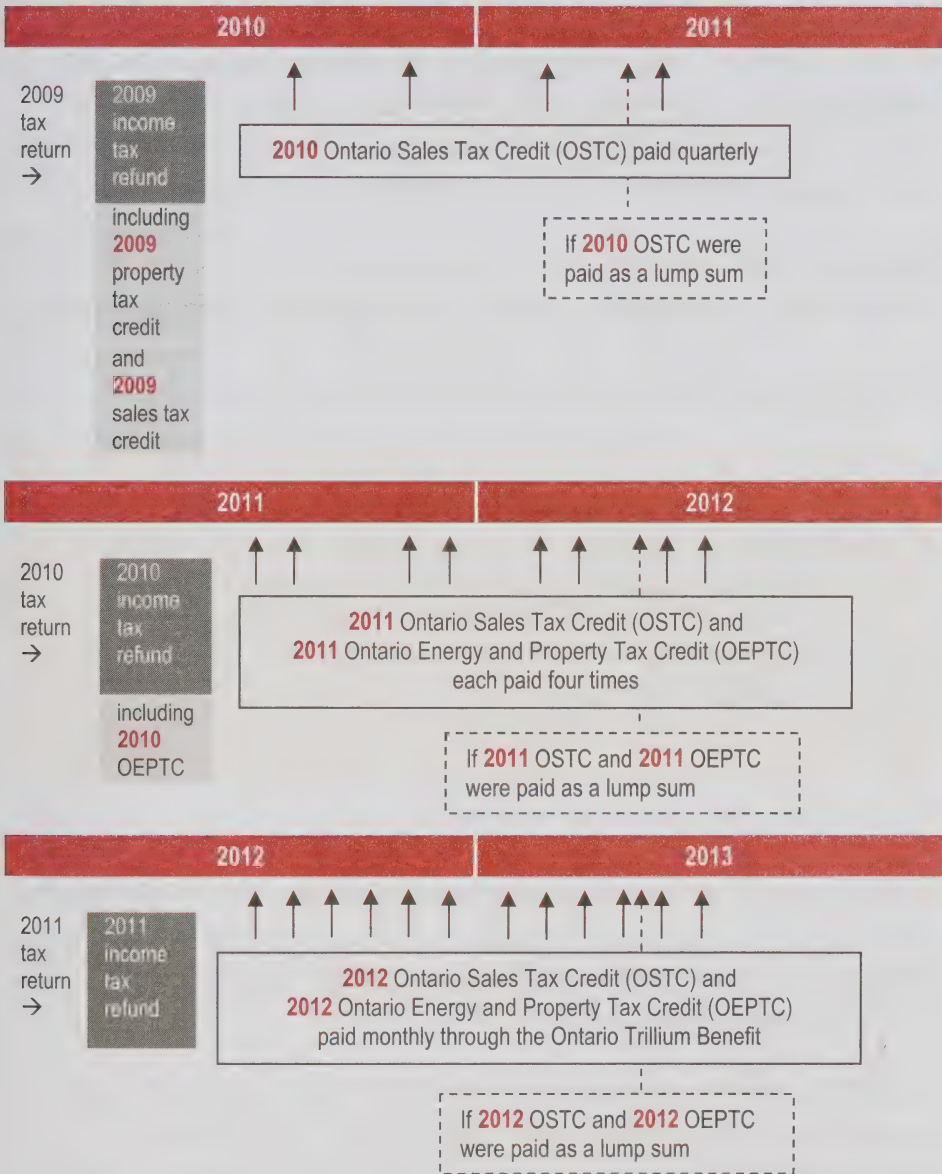 2010
2011
2009
tax
return
→
2009
income
tax
refund
including
2009
property
tax
credit
and
2009
sales tax
credit
2010 Ontario Sales Tax Credit (OSTC) paid quarterly
If 2010 OSTC were
paid as a lump sum
2011
2012
2010
tax
return
→
2010
income
tax
refund
including
2010
OEPTC
2011 Ontario Sales Tax Credit (OSTC) and
2011 Ontario Energy and Property Tax Credit (OEPTC)
each paid four times
If 2011 OSTC and 2011 OEPTC
were paid as a lump sum
2012
2013
2011
tax
return
→
2011
income
tax
refund
2012 Ontario Sales Tax Credit (OSTC) and
2012 Ontario Energy and Property Tax Credit (OEPTC)
paid monthly through the Ontario Trillium Benefit
If 2012 OSTC and 2012 OEPTC
were paid as a lump sum